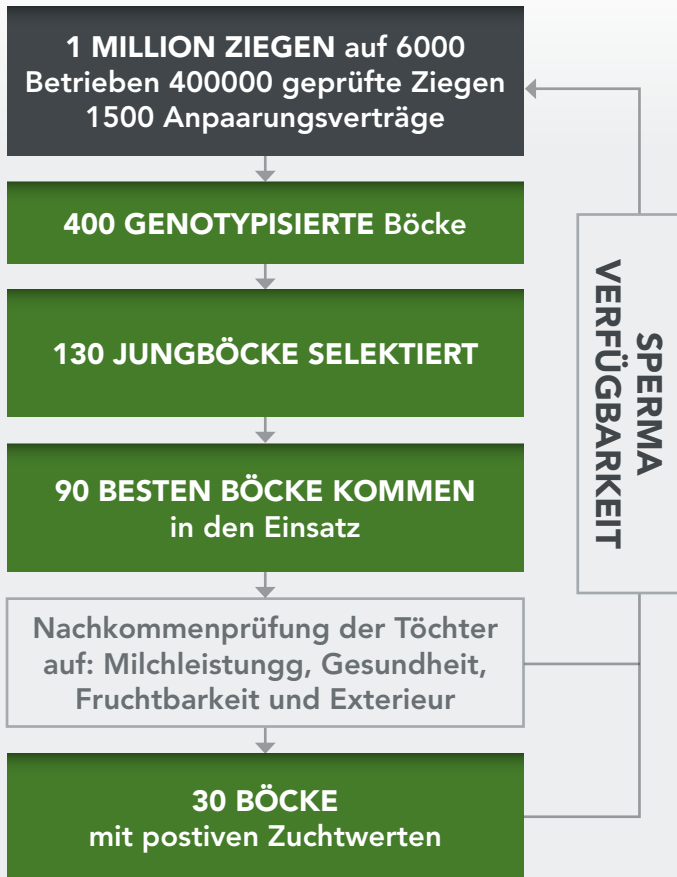 1 MILLION ZIEGEN auf 6000
Betrieben 400000 geprüfte Ziegen
1500 Anpaarungsverträge
400 GENOTYPISIERTE Böcke
130 JUNGBÖCKE SELEKTIERT
90 BESTEN BÖCKE KOMMEN
in den Einsatz
Nachkommenprüfung der Töchter
auf: Milchleistungg, Gesundheit,
Fruchtbarkeit und Exterieur
30 BÖCKE
mit postiven Zuchtwerten
SPERMA
VERFÜGBARKEIT